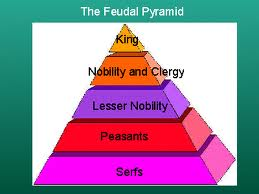 The Feudal Pyramid
King
Nobility and Clergy
Lesser Nobility
Peasants
Serfs